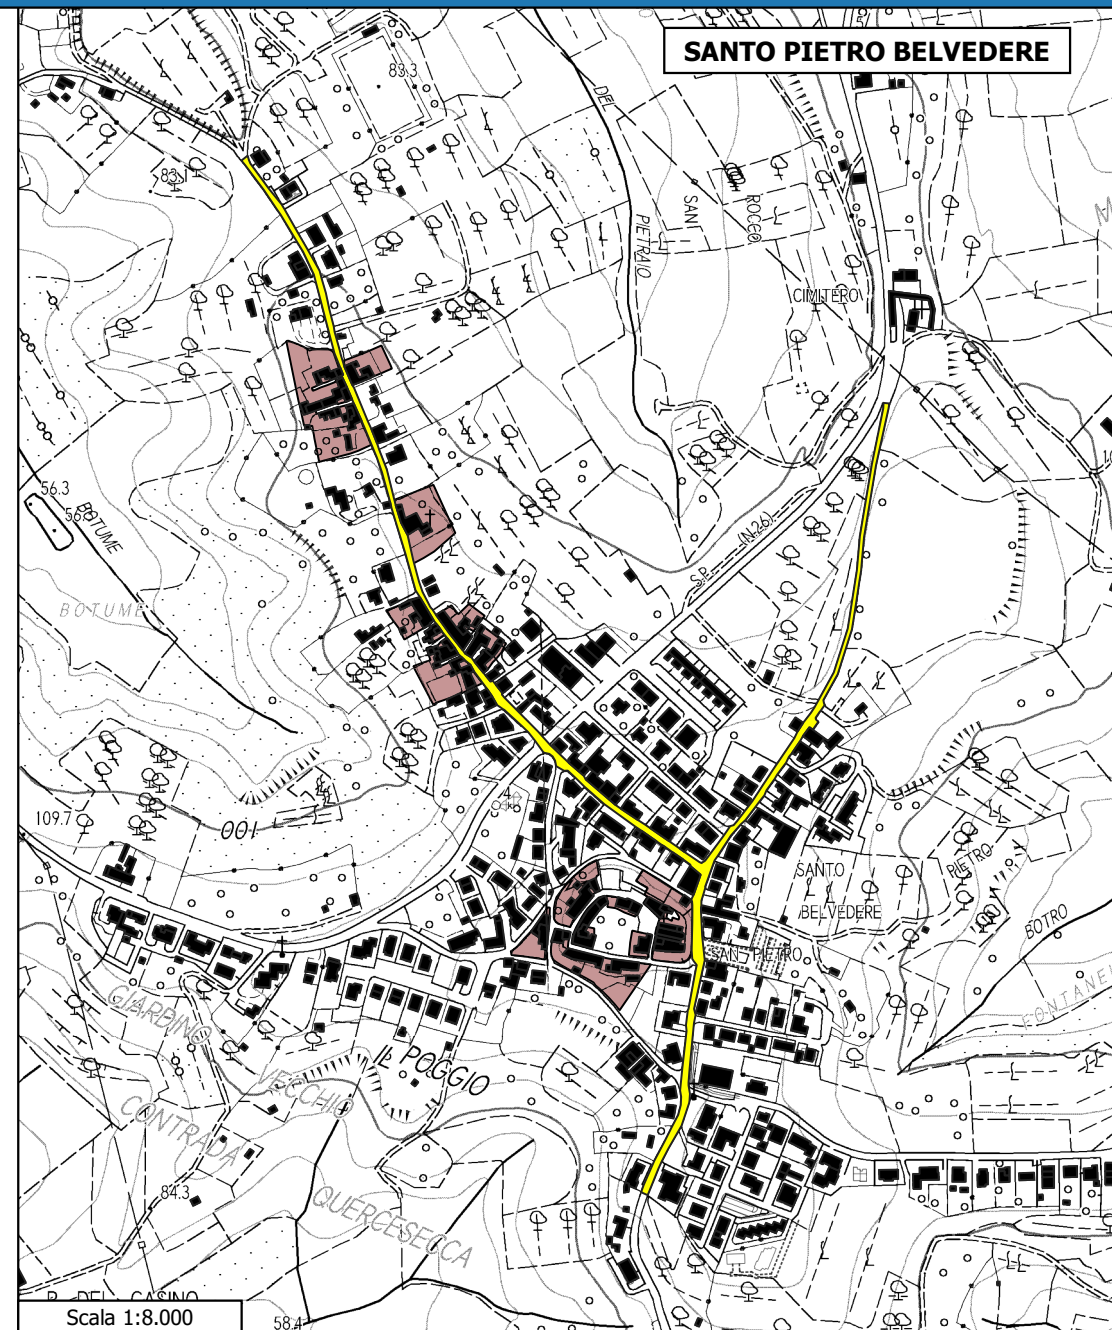 SANTO PIETRO BELVEDERE
83.3
DEL
83.1
SAN
ROCCO
PIETRAIO
CIMITERO
56.3
BOTUME
BOTUME
S.P.
(N.26)
109.7
100
SANTO
PIETRO
BELVEDERE
BOTRO
SAN PIETRO
GIARDINO
IL POGGIO
VECCHIO
CONTRADA
84.3
QUERCESECCA
DEL CASINO
Scala 1:8.000
58.4